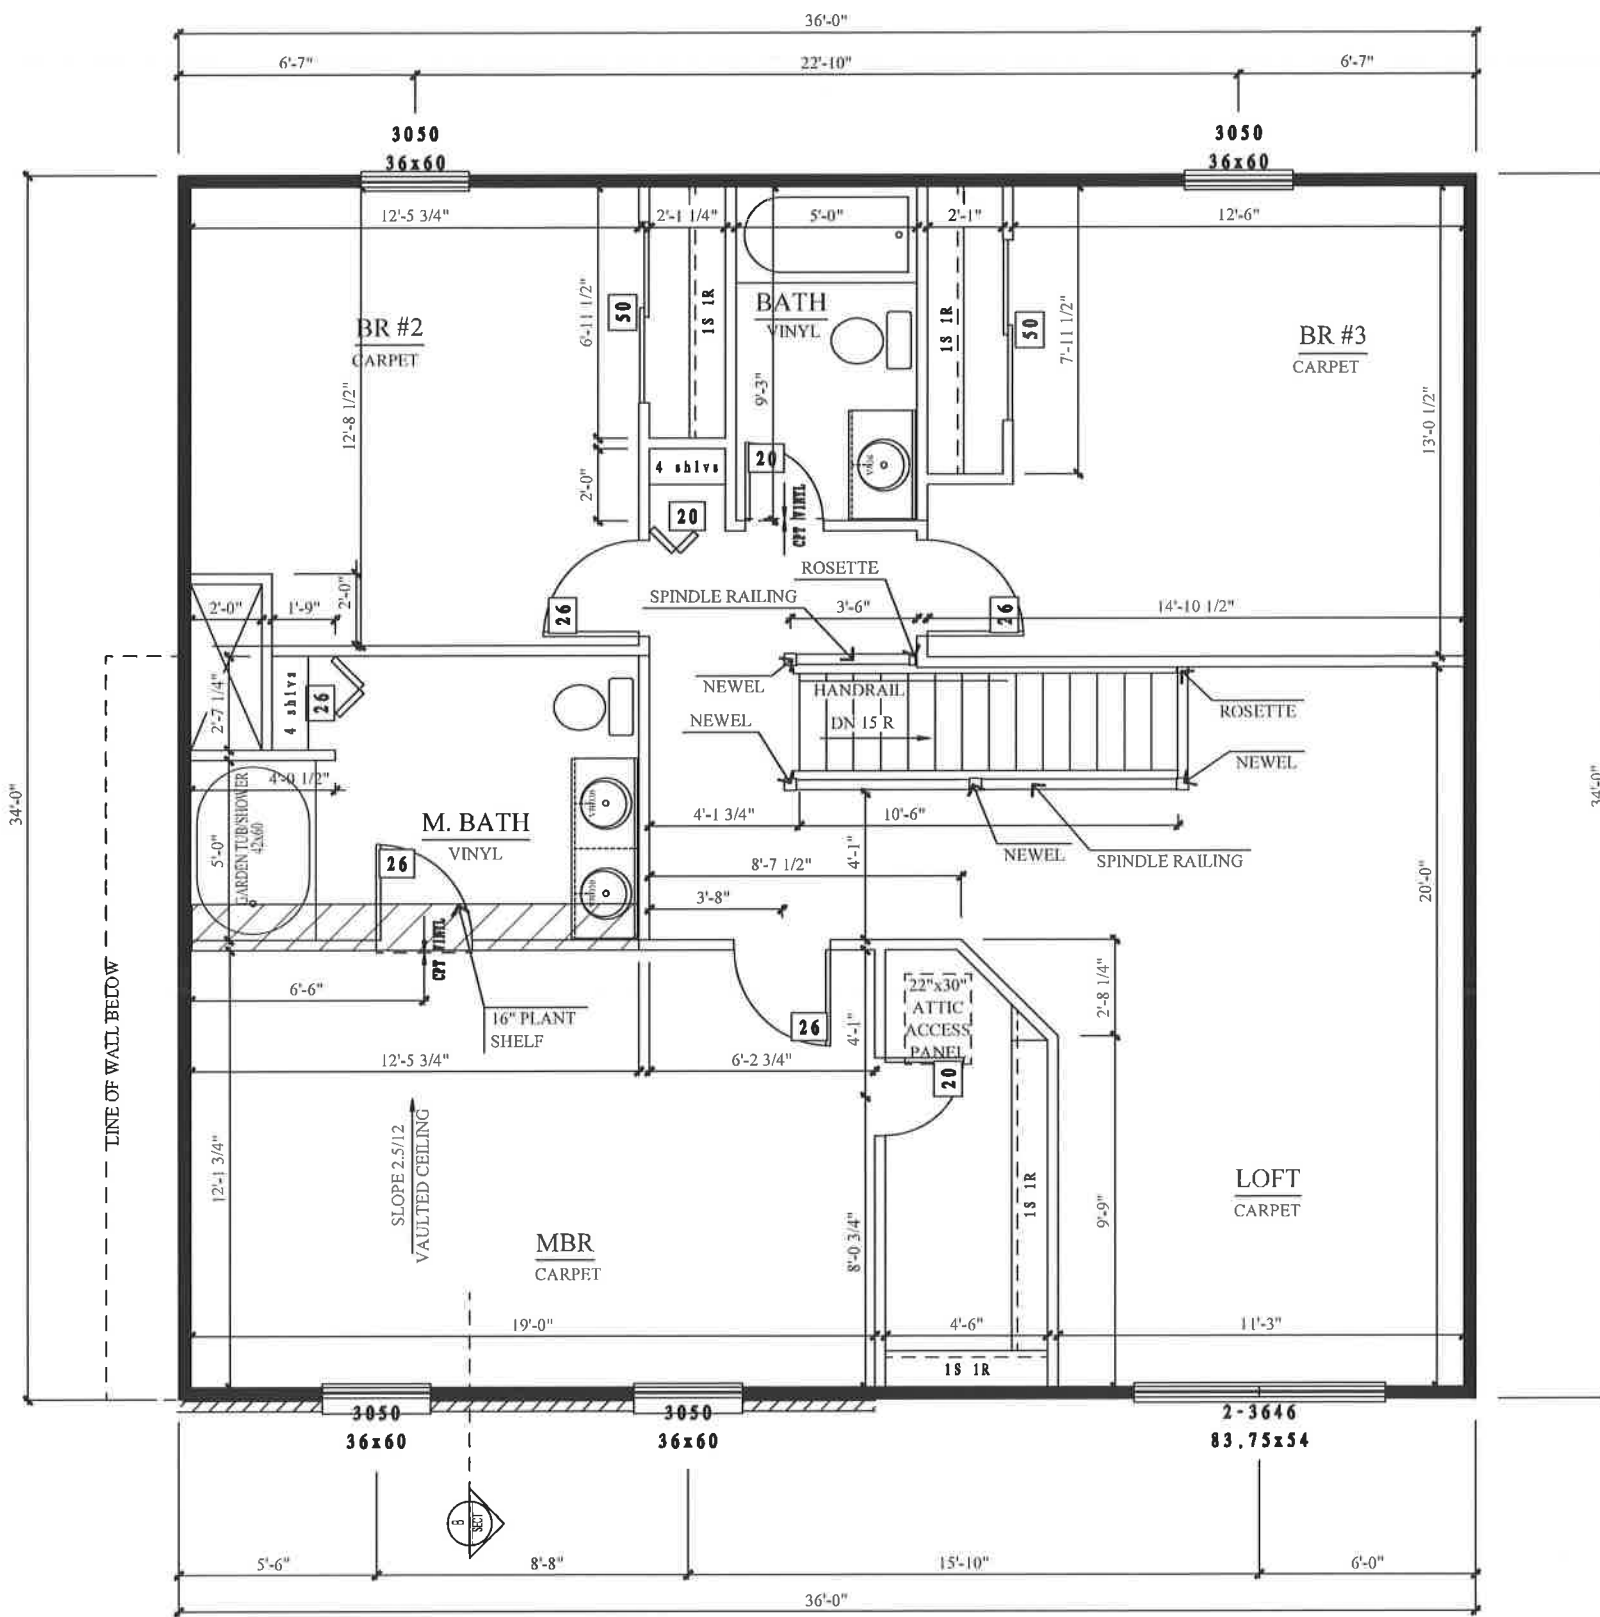 36'-0"
6'-7"
22'-10"
6'-7"
3050
36x60
3050
36x60
12'-5 3/4"
2'-1 1/4"
5'-0"
2'-1"
12'-6"
6'-11 1/2"
50
1S 1R
BATH
VINYL
1S 1R
50
7'-11 1/2"
BR #2
CARPET
BR #3
CARPET
12'-8 1/2"
9'-3"
13'-0 1/2"
4 shlvs
20
2'-0"
20
CPT VINYL
ROSETTE
SPINDLE RAILING
2'-0"
1'-9"
2'-0"
26
3'-6"
26
14'-10 1/2"
2'-7 1/4"
4 shlvs
26
NEWEL
HANDRAIL
ROSETTE
NEWEL
DN 15 R
NEWEL
34'-0"
34'-0"
4'-0 1/2"
GARDEN TUB/SHOWER
42x60
5'-0"
M. BATH
VINYL
26
4'-1 3/4"
10'-6"
4'-1"
NEWEL
SPINDLE RAILING
8'-7 1/2"
20'-0"
3'-8"
CPT VINYL
LINE OF WALL BELOW
6'-6"
16" PLANT
SHELF
26
4'-1"
22"x30"
ATTIC
ACCESS
PANEL
2'-8 1/4"
12'-5 3/4"
6'-2 3/4"
20
12'-1 3/4"
SLOPE 2.5/12
VAULTED CEILING
1S 1R
LOFT
CARPET
9'-9"
MBR
CARPET
8'-0 3/4"
19'-0"
4'-6"
11'-3"
1S 1R
3050
36x60
3050
36x60
2-3646
83.75x54
SECT
5'-6"
8'-8"
15'-10"
6'-0"
36'-0"